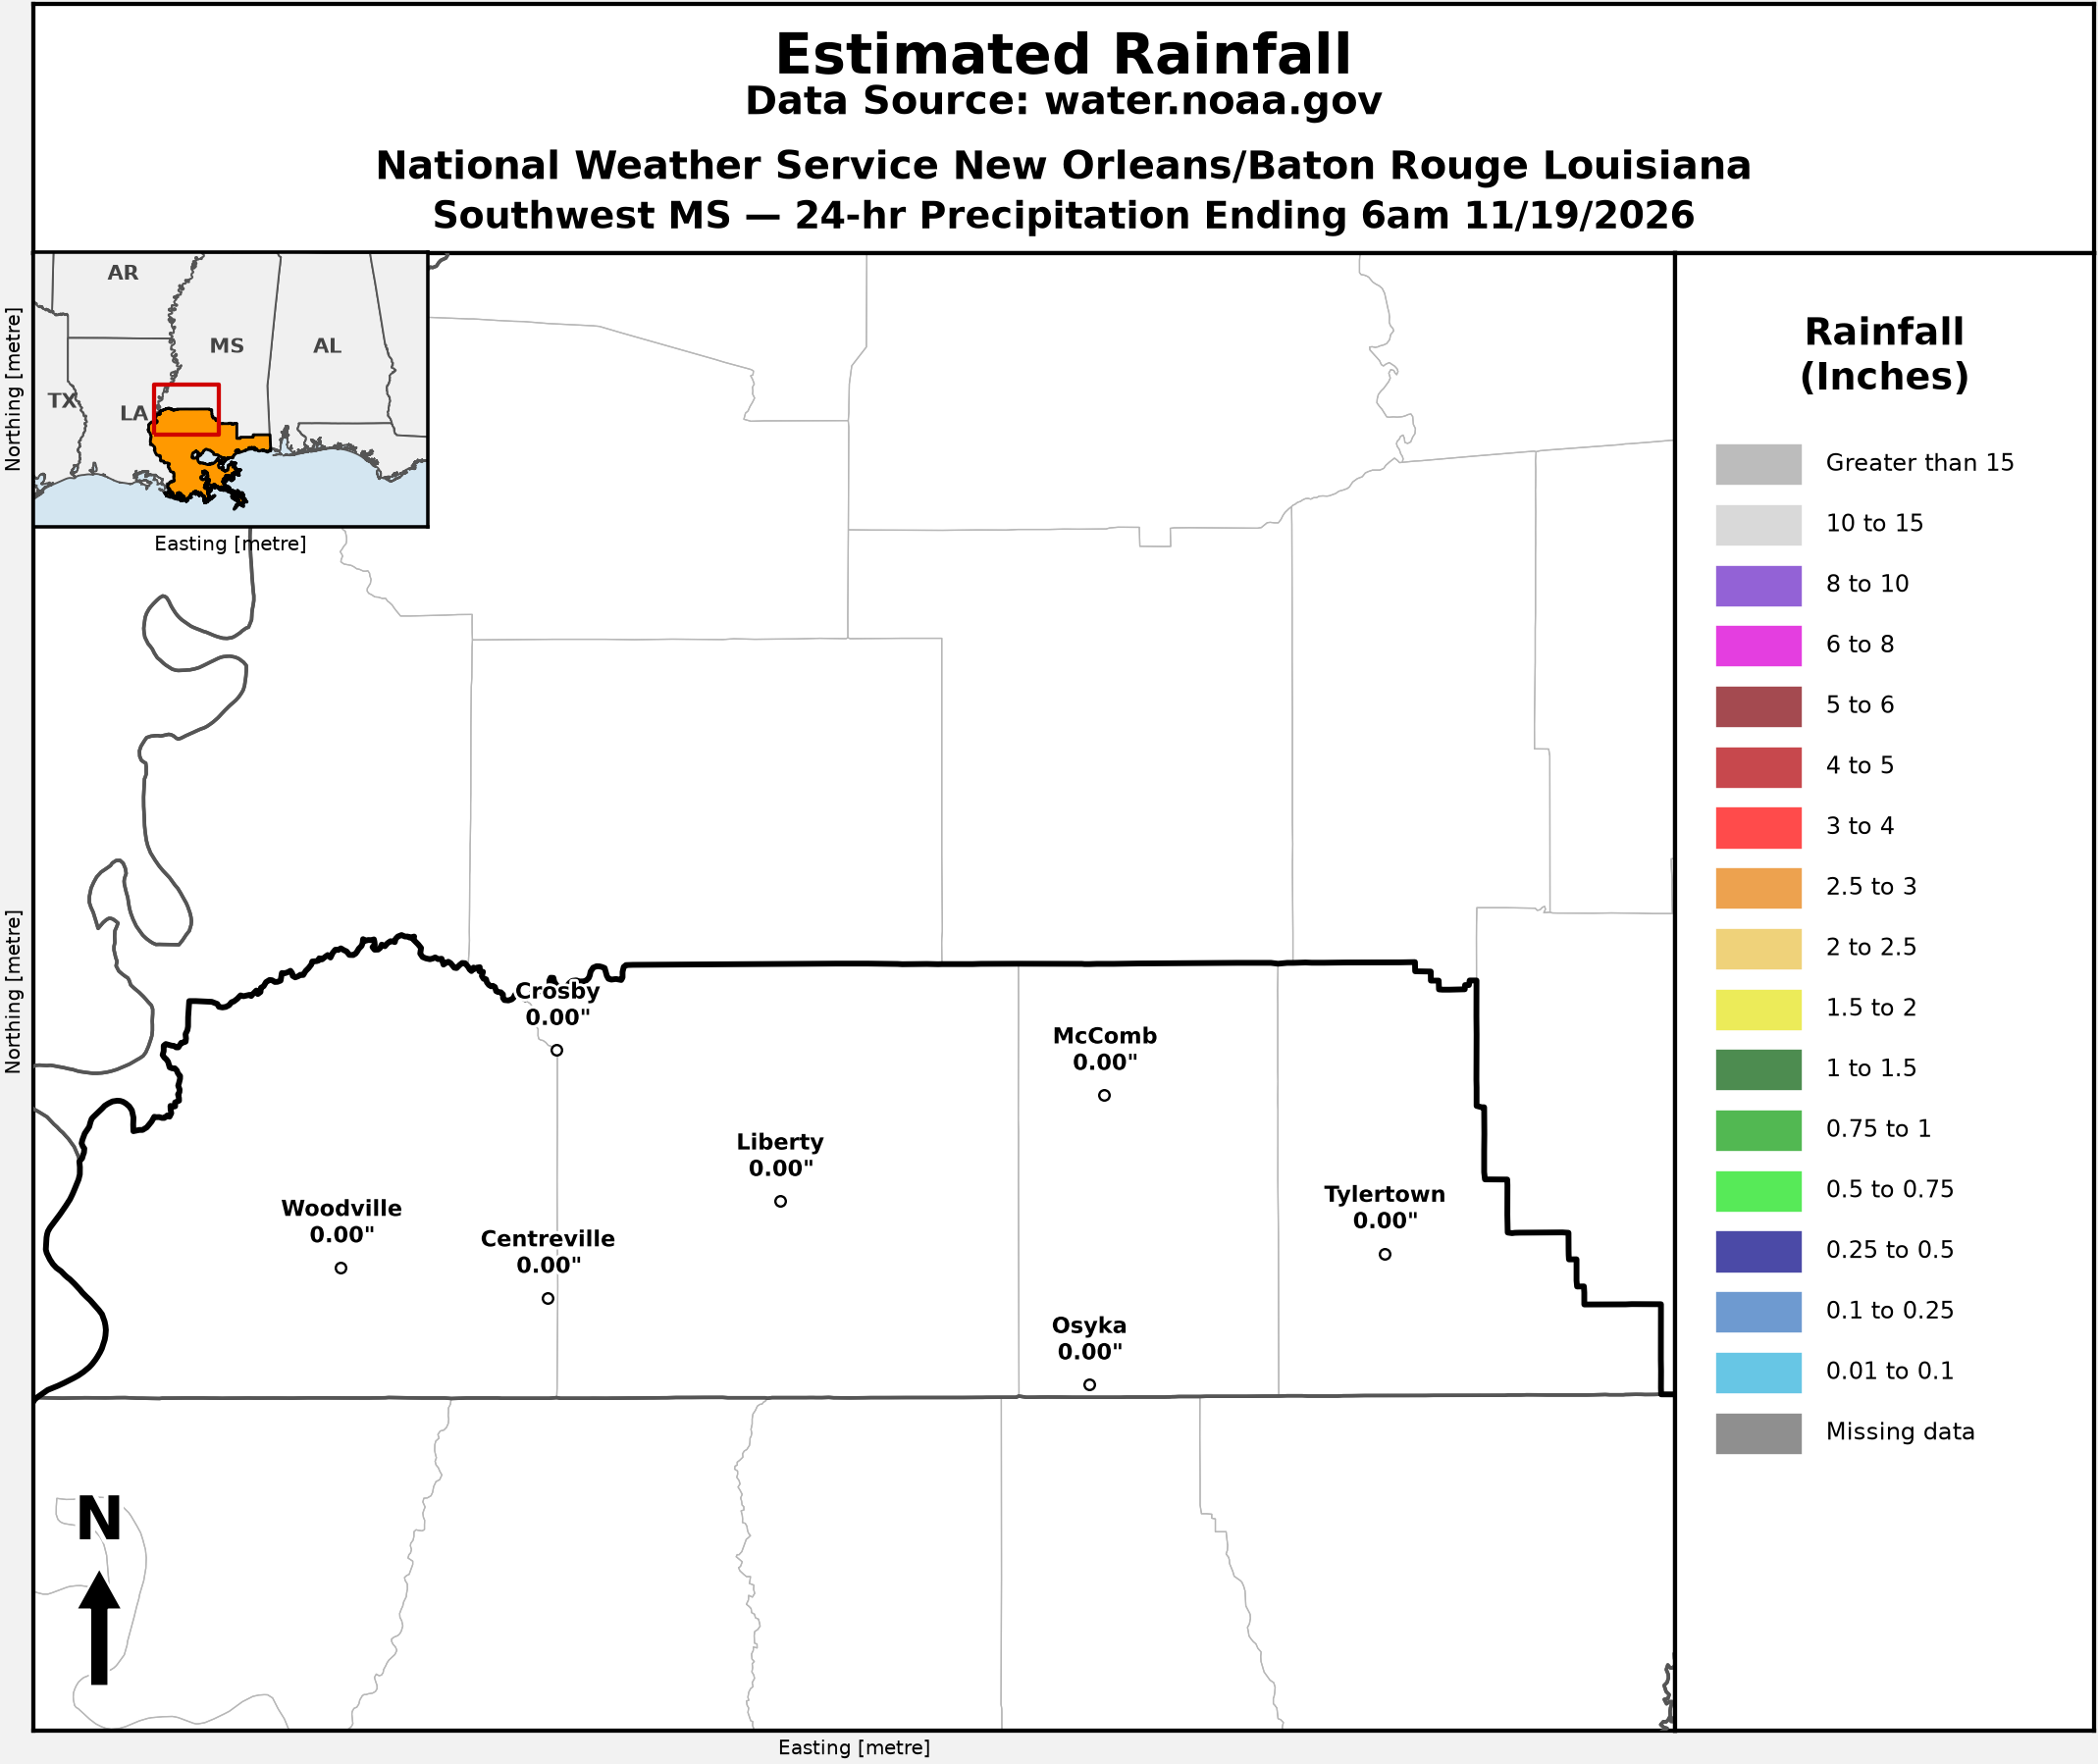 Estimated Rainfall
Data Source: water.noaa.gov
National Weather Service New Orleans/Baton Rouge Louisiana
Southwest MS — 24-hr Precipitation Ending 6am 11/19/2026
Northing [metre]
AR
MS
AL
TX
LA
Easting [metre]
Northing [metre]
Crosby
0.00"
McComb
0.00"
Liberty
0.00"
Tylertown
0.00"
Woodville
0.00"
Centreville
0.00"
Osyka
0.00"
N
Easting [metre]
Rainfall
(Inches)
Greater than 15
10 to 15
8 to 10
6 to 8
5 to 6
4 to 5
3 to 4
2.5 to 3
2 to 2.5
1.5 to 2
1 to 1.5
0.75 to 1
0.5 to 0.75
0.25 to 0.5
0.1 to 0.25
0.01 to 0.1
Missing data